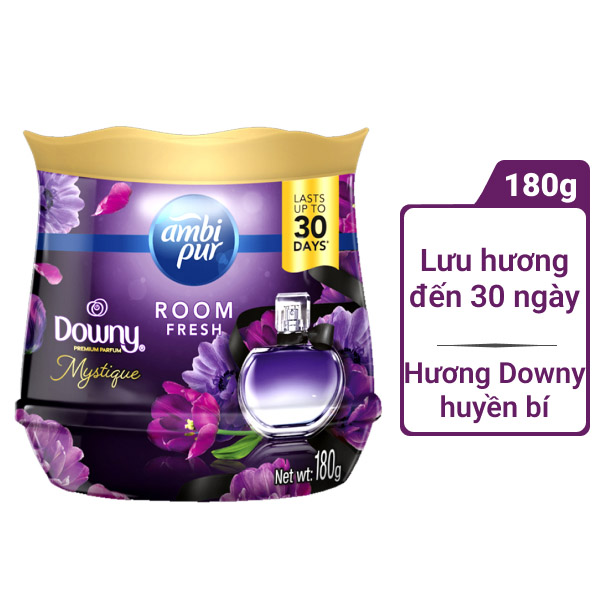 ambi
pur
LASTS
UP TO
30
DAYS*
Downy®
PREMIUM PARFUM
Mystique
ROOM
FRESH
Net wt: 180g
180g
Lưu hương
đến 30 ngày
Hương Downy
huyền bí